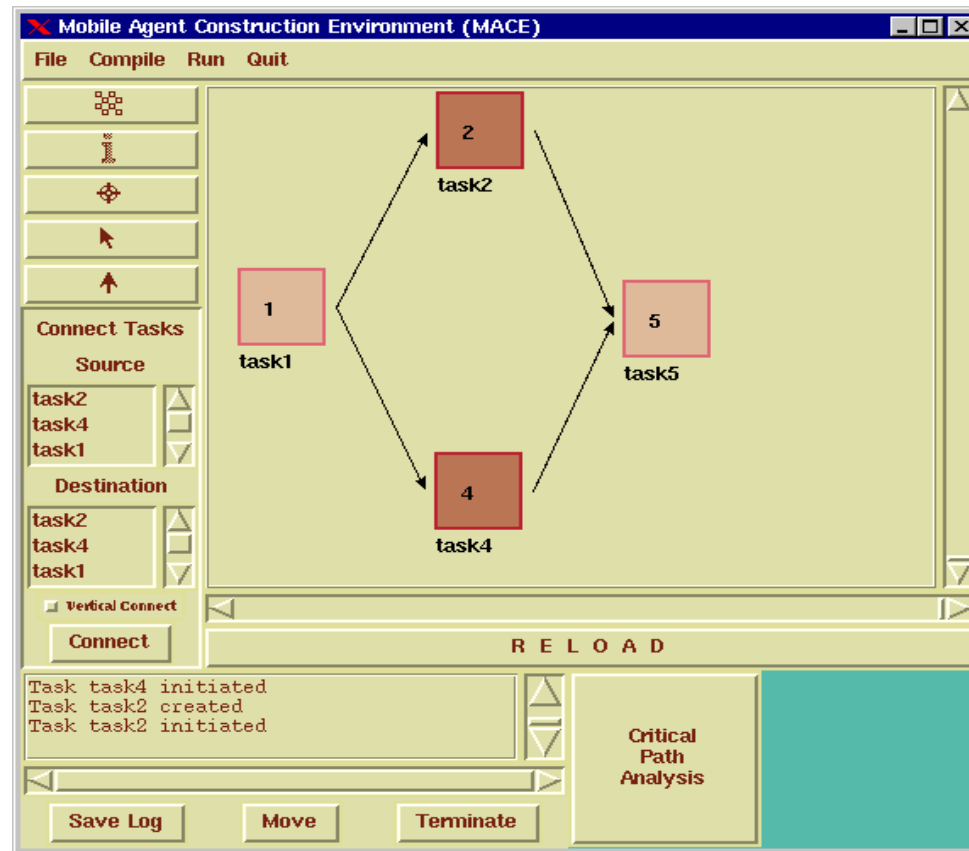 Mobile Agent Construction Environment (MACE)
File Compile Run Quit
2
task2
1
task1
5
task5
4
task4
Connect Tasks
Source
task2
task4
task1
Destination
task2
task4
task1
Vertical Connect
Connect
R E L O A D
Task task4 initiated
Task task2 created
Task task2 initiated
Critical
Path
Analysis
Save Log Move Terminate